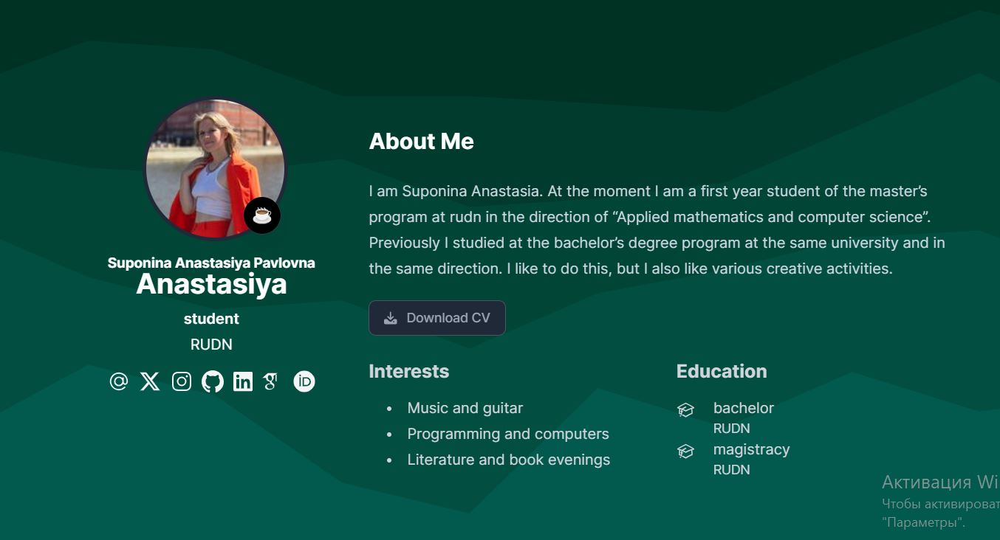 About Me
I am Suponina Anastasia. At the moment I am a first year student of the master’s
program at rudn in the direction of “Applied mathematics and computer science”.
Previously I studied at the bachelor’s degree program at the same university and in
the same direction. I like to do this, but I also like various creative activities.
Suponina Anastasiya Pavlovna
Anastasiya
student
RUDN
Download CV
Interests
Music and guitar
Programming and computers
Literature and book evenings
Education
bachelor
RUDN
magistracy
RUDN
Активация Wi
Чтобы активироват
"Параметры".